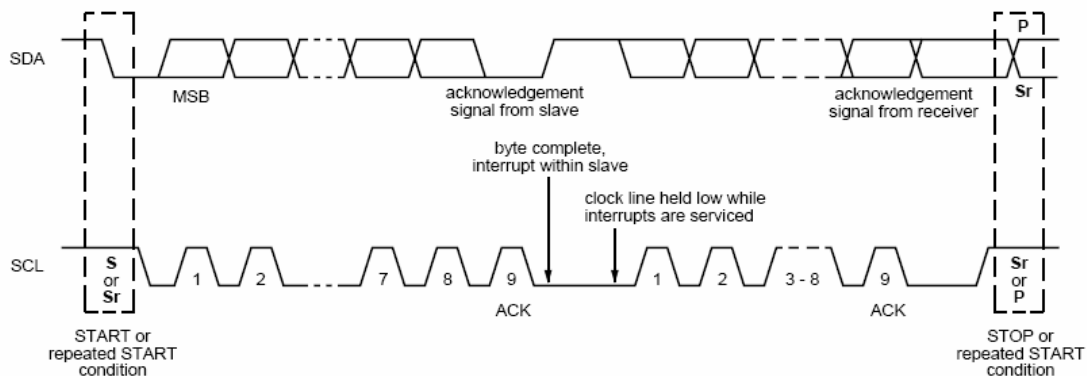 P
SDA
MSB
acknowledgement
signal from slave
acknowledgement
signal from receiver
Sr
byte complete,
interrupt within slave
clock line held low while
interrupts are serviced
SCL
S
or
Sr
1
2
7
8
9
1
2
3 - 8
9
Sr
or
P
ACK
ACK
START or
repeated START
condition
STOP or
repeated START
condition